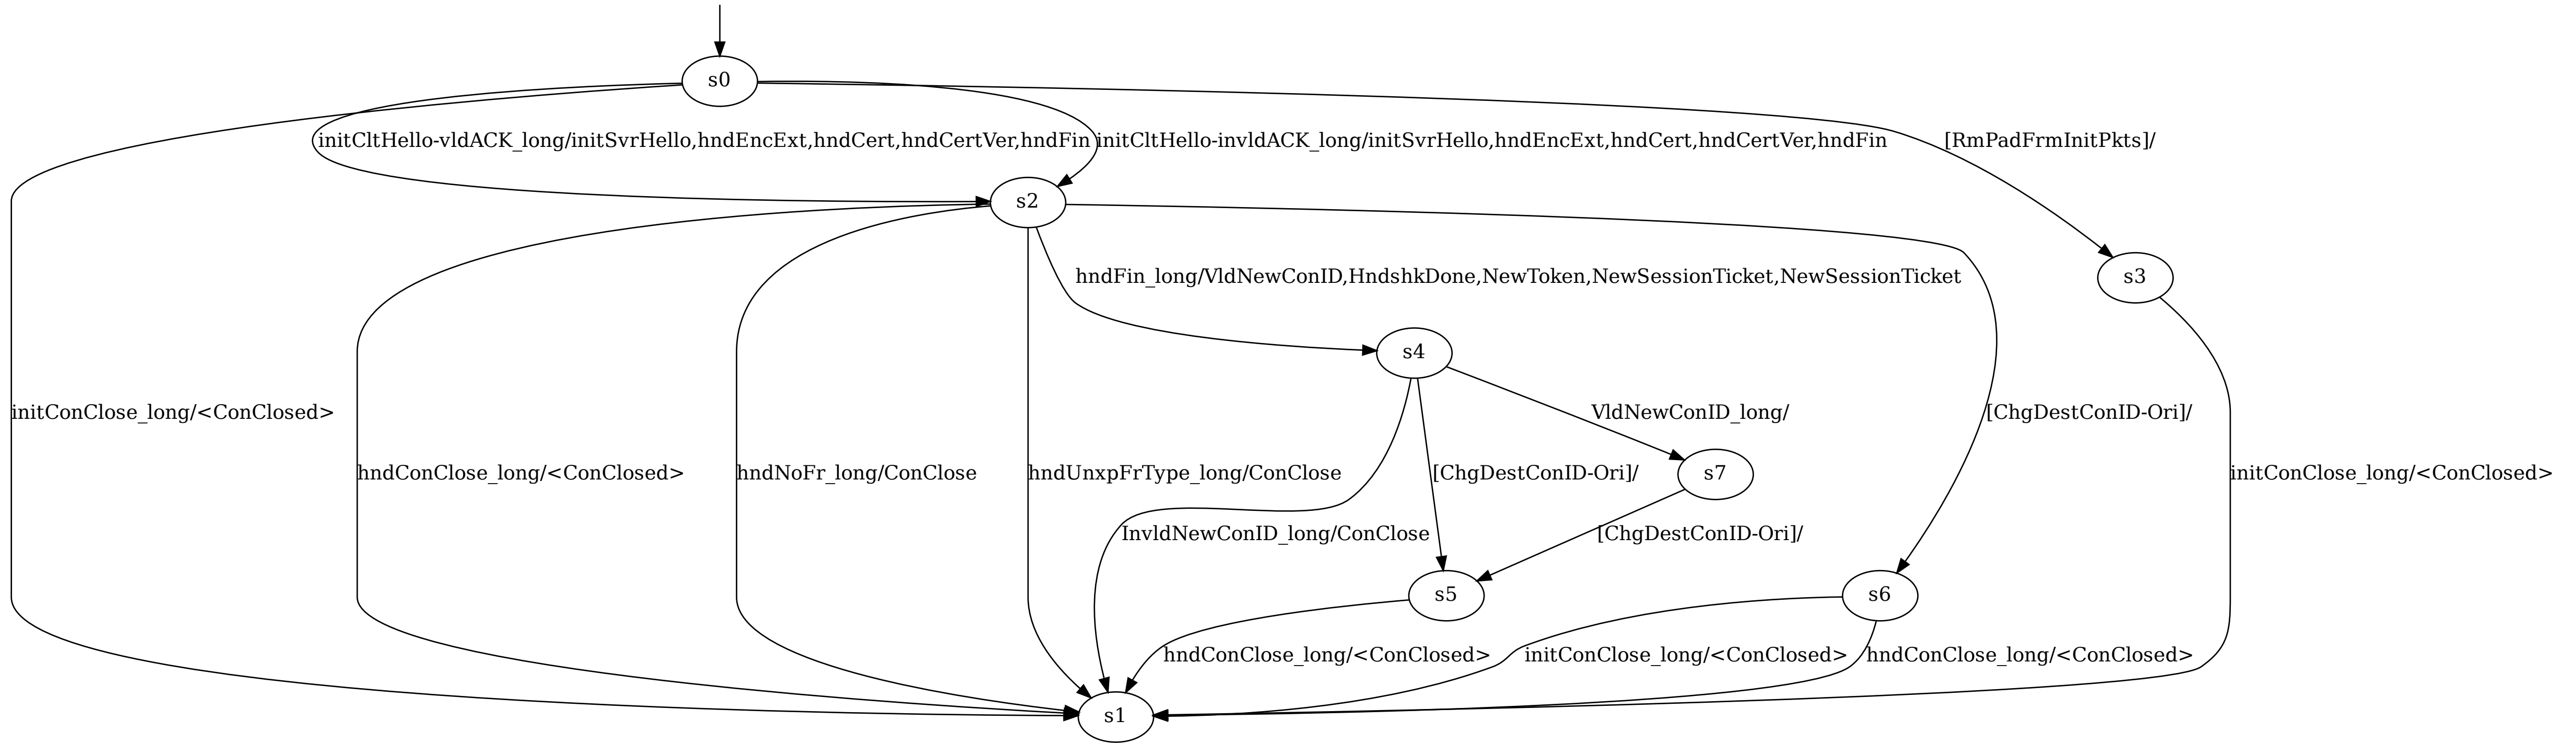 s0
initCltHello-vldACK_long/initSvrHello,hndEncExt,hndCert,hndCertVer,hndFin
initCltHello-invldACK_long/initSvrHello,hndEncExt,hndCert,hndCertVer,hndFin
[RmPadFrmInitPkts]/
s2
s3
hndFin_long/VldNewConID,HndshkDone,NewToken,NewSessionTicket,NewSessionTicket
s4
initConClose_long/<ConClosed>
VldNewConID_long/
[ChgDestConID-Ori]/
hndConClose_long/<ConClosed>
hndNoFr_long/ConClose
hndUnxpFrType_long/ConClose
[ChgDestConID-Ori]/
s7
initConClose_long/<ConClosed>
InvldNewConID_long/ConClose
[ChgDestConID-Ori]/
s5
s6
hndConClose_long/<ConClosed>
initConClose_long/<ConClosed>
hndConClose_long/<ConClosed>
s1